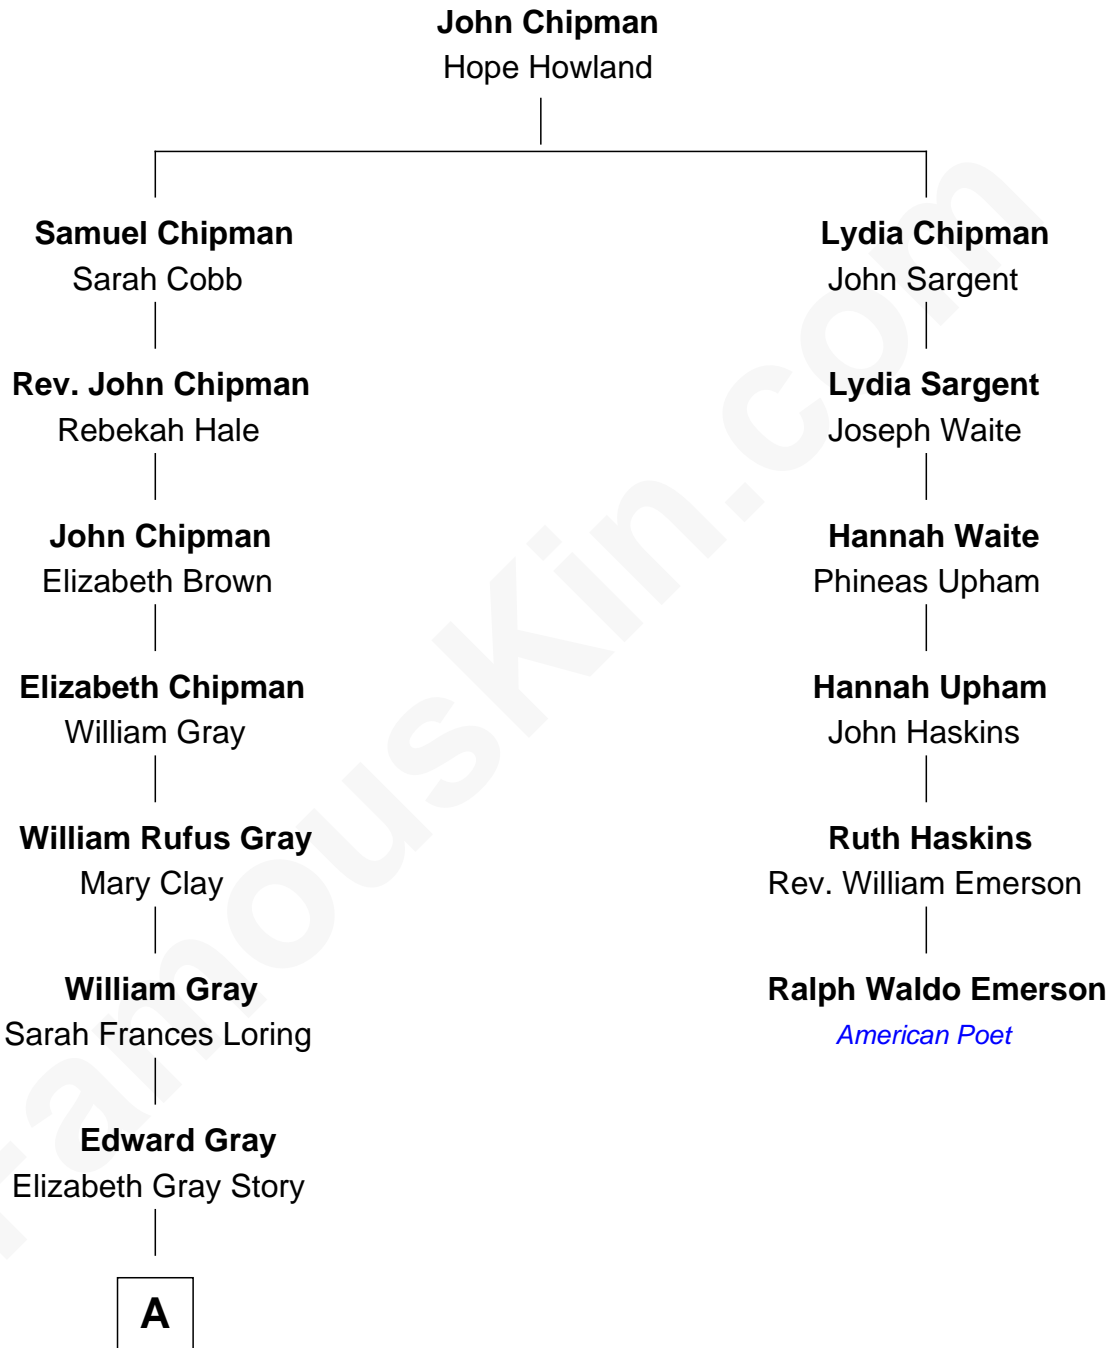 John Chipman
Hope Howland
Samuel Chipman
Sarah Cobb
Lydia Chipman
John Sargent
Rev. John Chipman
Rebekah Hale
Lydia Sargent
Joseph Waite
John Chipman
Elizabeth Brown
Hannah Waite
Phineas Upham
Elizabeth Chipman
William Gray
Hannah Upham
John Haskins
William Rufus Gray
Mary Clay
Ruth Haskins
Rev. William Emerson
William Gray
Sarah Frances Loring
Ralph Waldo Emerson
American Poet
Edward Gray
Elizabeth Gray Story
A
FamousKin.com